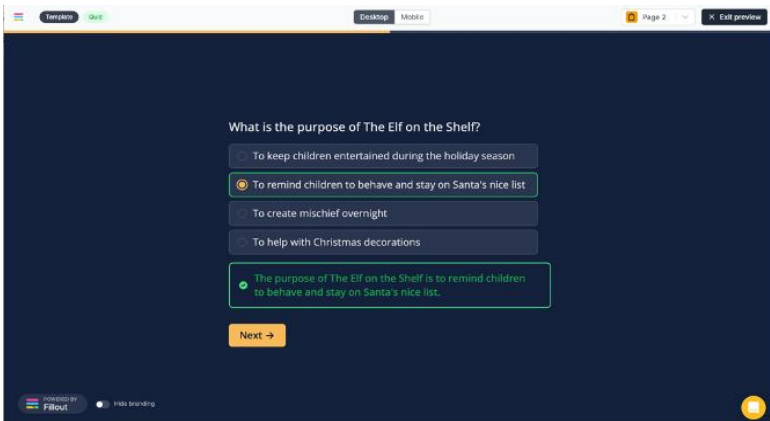 Template Quiz Desktop Mobile Page 2 Exit preview
What is the purpose of The Elf on the Shelf?
To keep children entertained during the holiday season
To remind children to behave and stay on Santa's nice list
To create mischief overnight
To help with Christmas decorations
The purpose of The Elf on the Shelf is to remind children
to behave and stay on Santa's nice list.
Next →
POWERED BY
Fillout Hide branding